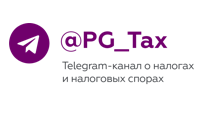 @PG_Tax
Telegram-канал о налогах
и налоговых спорах